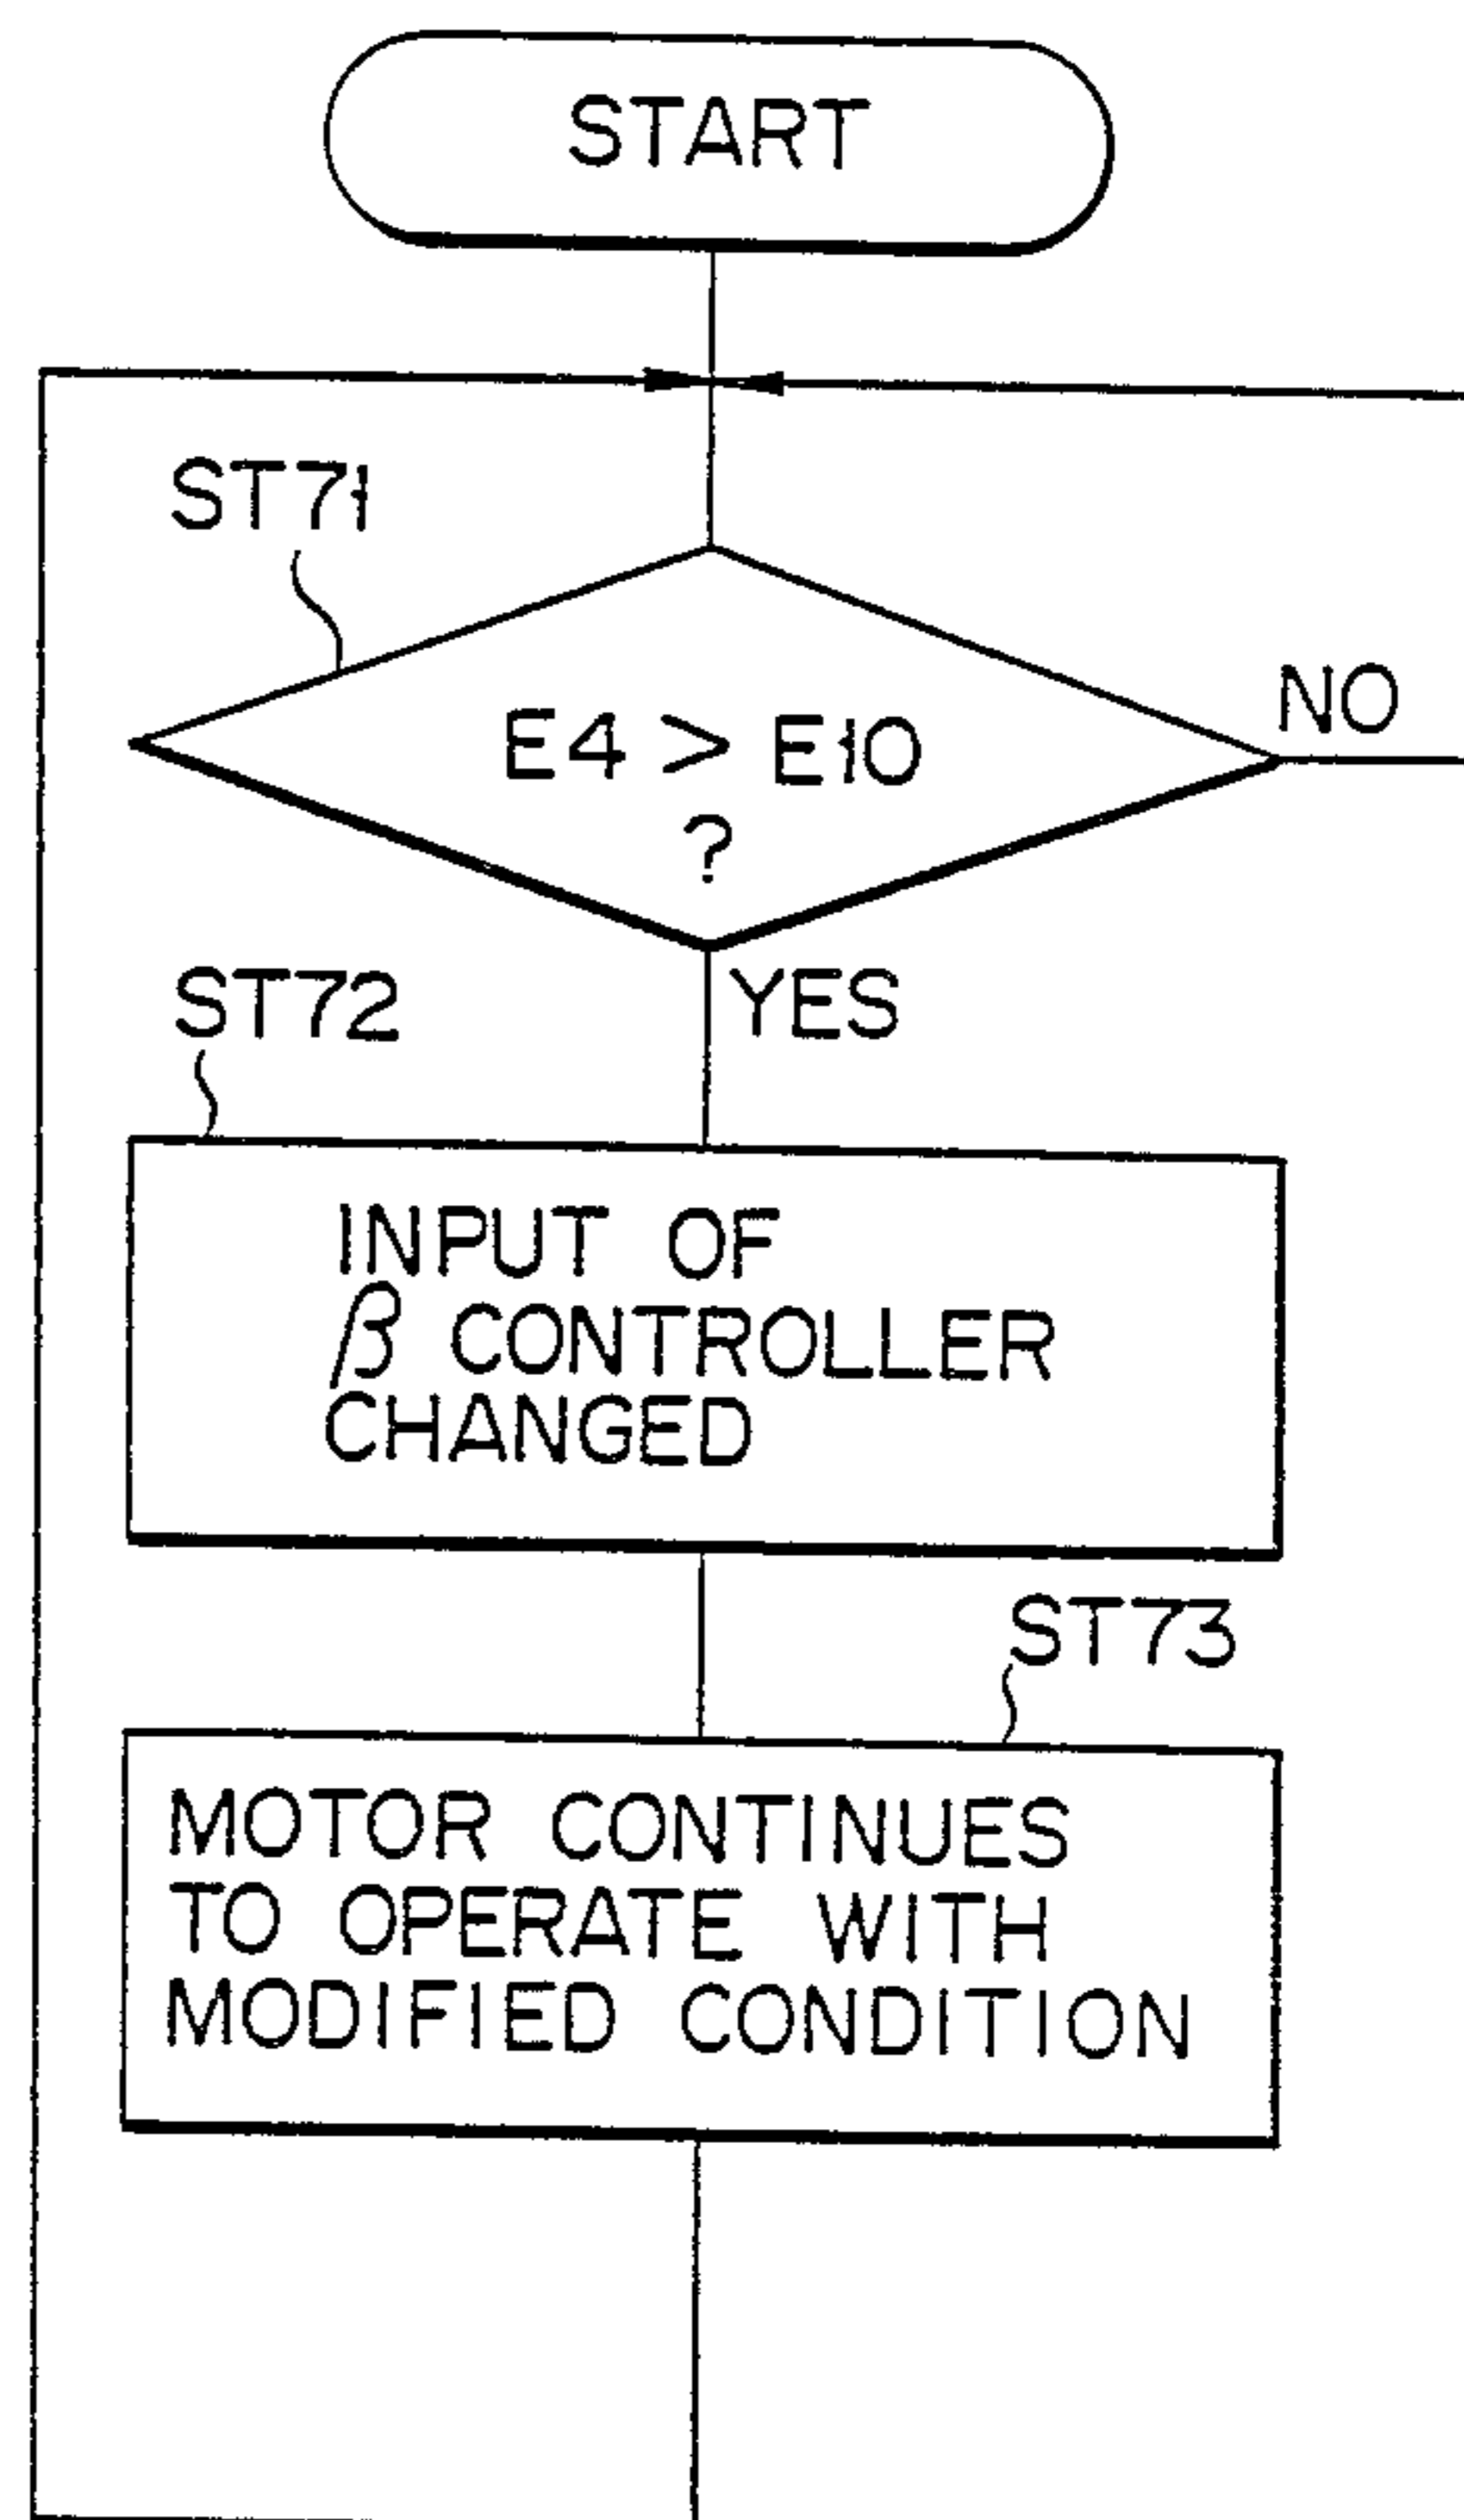 START
ST71
NO
E4 > E10
?
YES
ST72
INPUT OF
β CONTROLLER
CHANGED
ST73
MOTOR CONTINUES
TO OPERATE WITH
MODIFIED CONDITION